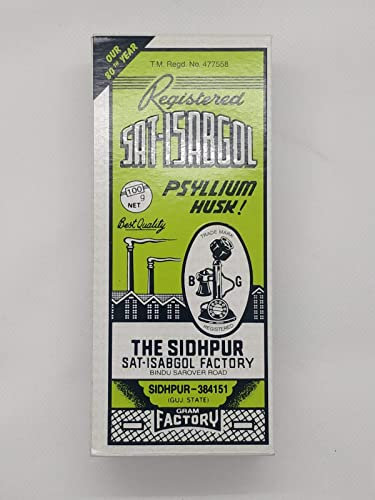 OUR
80TH YEAR
T.M. Regd. No. 477558
Registered
SAT-ISABGOL
PSYLLIUM
HUSK!
100 g
NET
Best Quality
TRADE MARK
B G
REGISTERED
THE SIDHPUR
SAT-ISABGOL FACTORY
BINDU SAROVER ROAD
SIDHPUR-384151
(GUJ. STATE)
GRAM
FACTORY